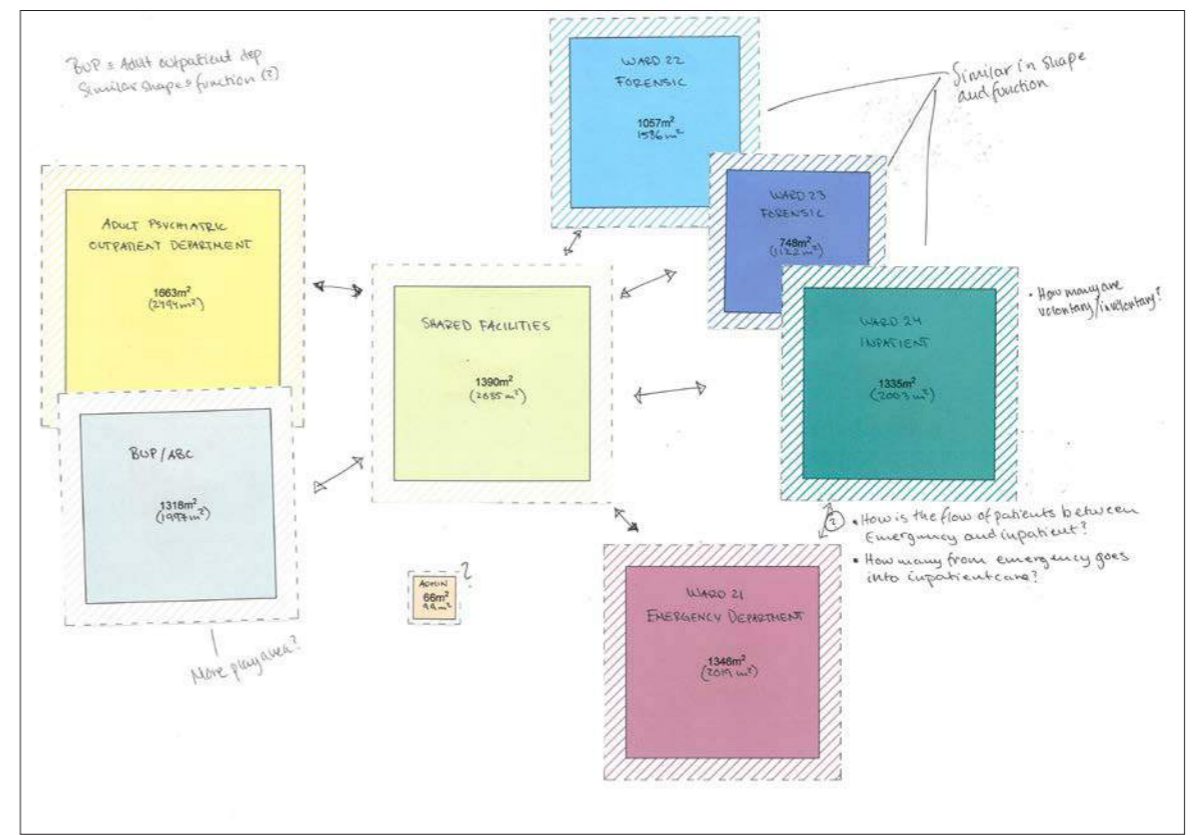 BUP = Adult outpatient dep
Similar shape & function (?)
WARD 22
FORENSIC
1057m²
1586m²
Similar in shape
and function
WARD 23
FORENSIC
748m²
(1122m²)
ADULT PSYCHIATRIC
OUTPATIENT DEPARTMENT
1663m²
(2494m²)
SHARED FACILITIES
1390m²
(2085m²)
WARD 24
INPATIENT
1335m²
(2003m²)
• How many are
voluntary/involuntary?
BUP/ABC
1318m²
(1997m²)
More play area?
ADMIN
66m²
99m²
?
WARD 21
EMERGENCY DEPARTMENT
1346m²
(2019m²)
?
• How is the flow of patients between
Emergency and inpatient?
• How many from emergency goes
into inpatient care?